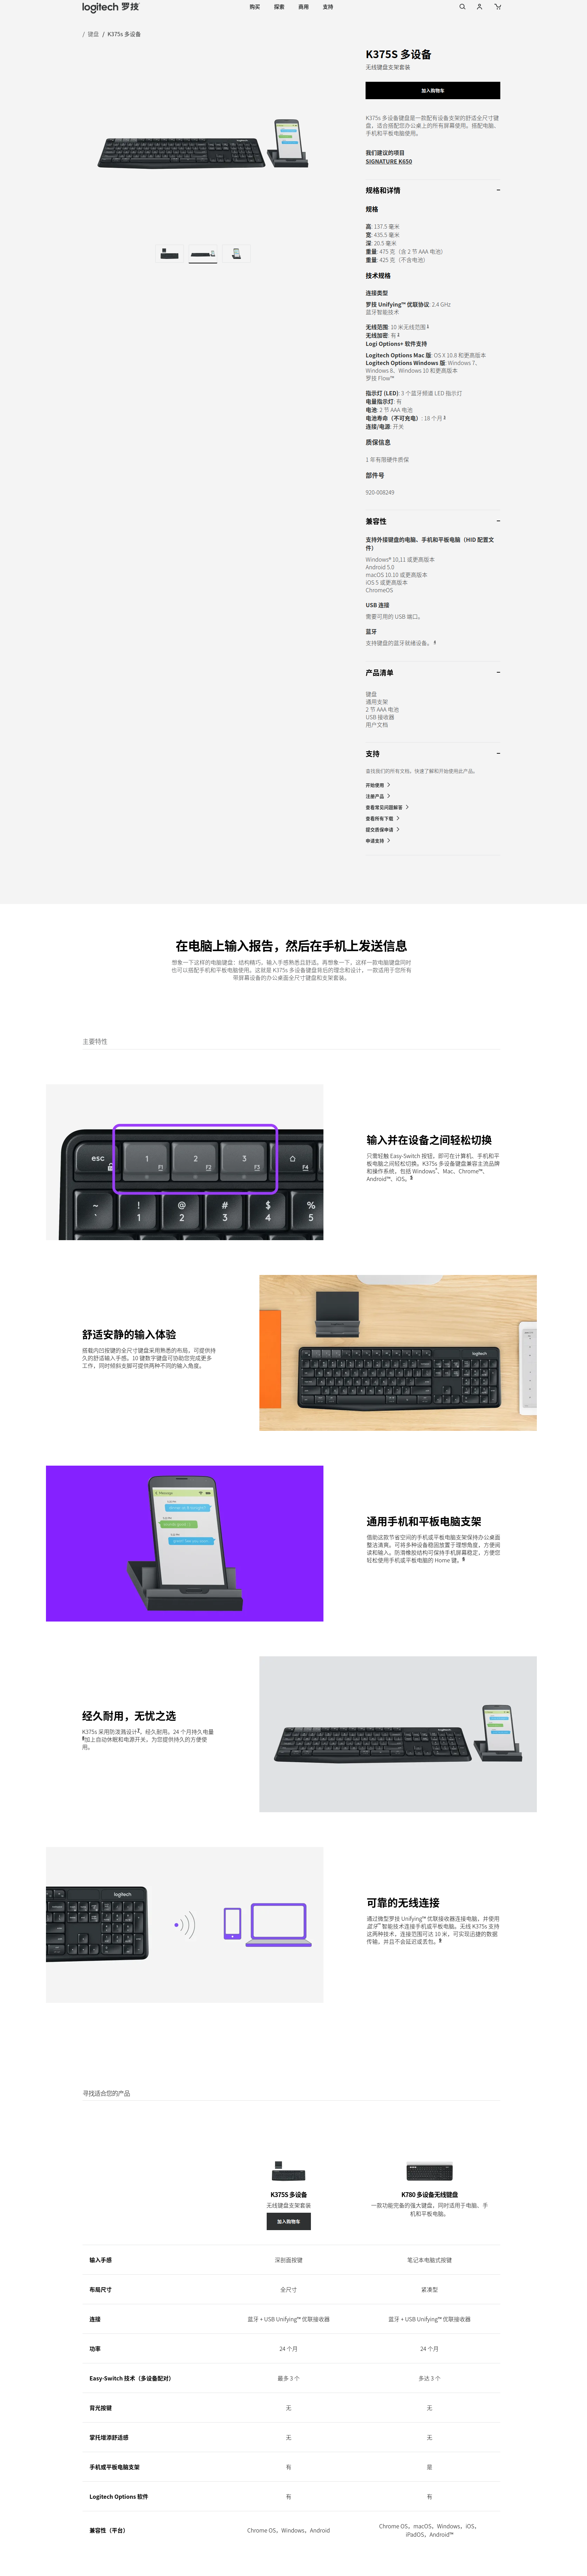 logitech 罗技
购买 探索 商用 支持
/ 键盘 / K375s 多设备
K375S 多设备
无线键盘支架套装
加入购物车
K375s 多设备键盘是一款配有设备支架的舒适全尺寸键
盘，适合搭配您办公桌上的所有屏幕使用。搭配电脑、
手机和平板电脑使用。
我们建议的项目
SIGNATURE K650
规格和详情
规格
高: 137.5 毫米
宽: 435.5 毫米
深: 20.5 毫米
重量: 475 克（含 2 节 AAA 电池）
重量: 425 克（不含电池）
技术规格
连接类型
罗技 Unifying™ 优联协议: 2.4 GHz
蓝牙智能技术
无线范围: 10 米无线范围 1
无线加密: 有 2
Logi Options+ 软件支持
Logitech Options Mac 版: OS X 10.8 和更高版本
Logitech Options Windows 版: Windows 7、
Windows 8、Windows 10 和更高版本
罗技 Flow™
指示灯 (LED): 3 个蓝牙频道 LED 指示灯
电量指示灯: 有
电池: 2 节 AAA 电池
电池寿命（不可充电）: 18 个月 3
连接/电源: 开关
质保信息
1 年有限硬件质保
部件号
920-008249
兼容性
支持外接键盘的电脑、手机和平板电脑（HID 配置文
件）
Windows® 10,11 或更高版本
Android 5.0
macOS 10.10 或更高版本
iOS 5 或更高版本
ChromeOS
USB 连接
需要可用的 USB 端口。
蓝牙
支持键盘的蓝牙就绪设备。 4
产品清单
键盘
通用支架
2 节 AAA 电池
USB 接收器
用户文档
支持
查找我们的所有文档，快速了解和开始使用此产品。
开始使用
注册产品
查看常见问题解答
查看所有下载
提交质保申请
申请支持
在电脑上输入报告，然后在手机上发送信息
想象一下这样的电脑键盘：结构精巧，输入手感熟悉且舒适。再想象一下，这样一款电脑键盘同时
也可以搭配手机和平板电脑使用。这就是 K375s 多设备键盘背后的理念和设计，一款适用于您所有
带屏幕设备的办公桌面全尺寸键盘和支架套装。
主要特性
esc 1 F1 2 F2 3 F3 F4
~ ! @ # $ %
` 1 2 3 4 5
输入并在设备之间轻松切换
只需轻触 Easy-Switch 按钮，即可在计算机、手机和平
板电脑之间轻松切换。K375s 多设备键盘兼容主流品牌
和操作系统，包括 Windows®、Mac、Chrome™、
Android™、iOS。5
舒适安静的输入体验
搭载内凹按键的全尺寸键盘采用熟悉的布局，可提供持
久的舒适输入手感。10 键数字键盘可协助您完成更多
工作，同时倾斜支脚可提供两种不同的输入角度。
logitech
Message
通用手机和平板电脑支架
借助这款节省空间的手机或平板电脑支架保持办公桌面
整洁清爽。可将多种设备稳固放置于理想角度，方便阅
读和输入。防滑橡胶结构可保持手机屏幕稳定，方便您
轻松使用手机或平板电脑的 Home 键。6
经久耐用，无忧之选
K375s 采用防泼溅设计7，经久耐用。24 个月持久电量
8加上自动休眠和电源开关，为您提供持久的方便使
用。
logitech
logitech
可靠的无线连接
通过微型罗技 Unifying™ 优联接收器连接电脑，并使用
蓝牙® 智能技术连接手机或平板电脑。无线 K375s 支持
这两种技术，连接范围可达 10 米，可实现迅捷的数据
传输，并且不会延迟或丢包。9
寻找适合您的产品
K375S 多设备
无线键盘支架套装
加入购物车
K780 多设备无线键盘
一款功能完备的强大键盘，同时适用于电脑、手
机和平板电脑。
输入手感 深剖面按键 笔记本电脑式按键
布局尺寸 全尺寸 紧凑型
连接 蓝牙 + USB Unifying™ 优联接收器 蓝牙 + USB Unifying™ 优联接收器
功率 24 个月 24 个月
Easy-Switch 技术（多设备配对） 最多 3 个 多达 3 个
背光按键 无 无
掌托增添舒适感 无 无
手机或平板电脑支架 有 是
Logitech Options 软件 有 有
兼容性（平台） Chrome OS，Windows，Android Chrome OS，macOS，Windows，iOS，
iPadOS，Android™